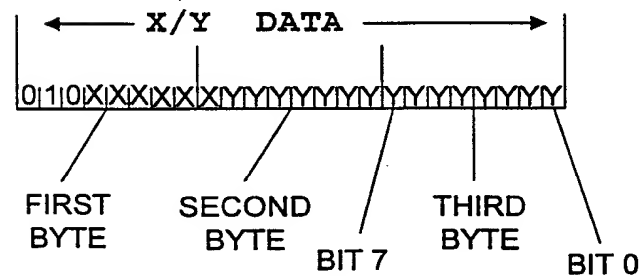 X/Y DATA
0|1|0|X|X|X|X|X|X|Y|Y|Y|Y|Y|Y|Y|Y|Y|Y|Y|Y|Y|Y|Y
FIRST BYTE
SECOND BYTE
BIT 7
THIRD BYTE
BIT 0